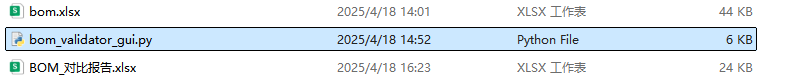 bom.xlsx 2025/4/18 14:01 XLSX 工作表 44 KB
bom_validator_gui.py 2025/4/18 14:52 Python File 6 KB
BOM_对比报告.xlsx 2025/4/18 16:23 XLSX 工作表 24 KB